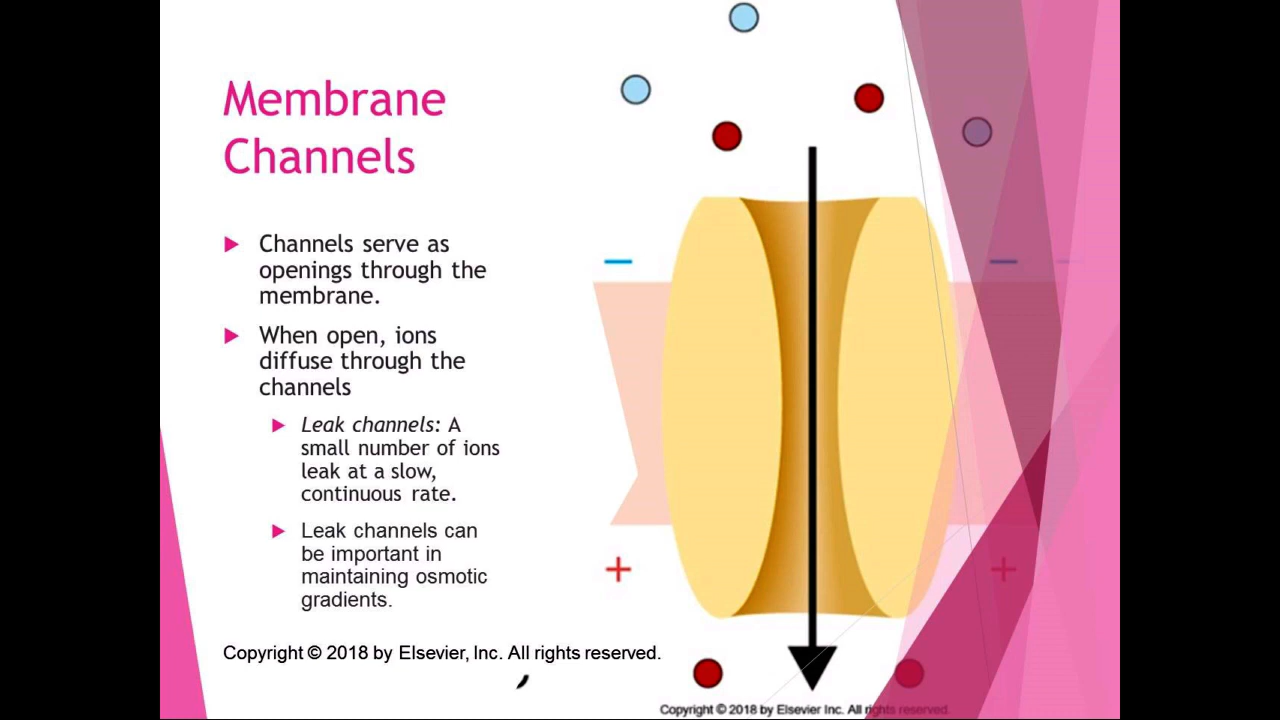 Membrane
Channels
Channels serve as
openings through the
membrane.
When open, ions
diffuse through the
channels
Leak channels: A
small number of ions
leak at a slow,
continuous rate.
Leak channels can
be important in
maintaining osmotic
gradients.
Copyright © 2018 by Elsevier, Inc. All rights reserved.
− −
+ +
Copyright © 2018 by Elsevier Inc. All rights reserved.